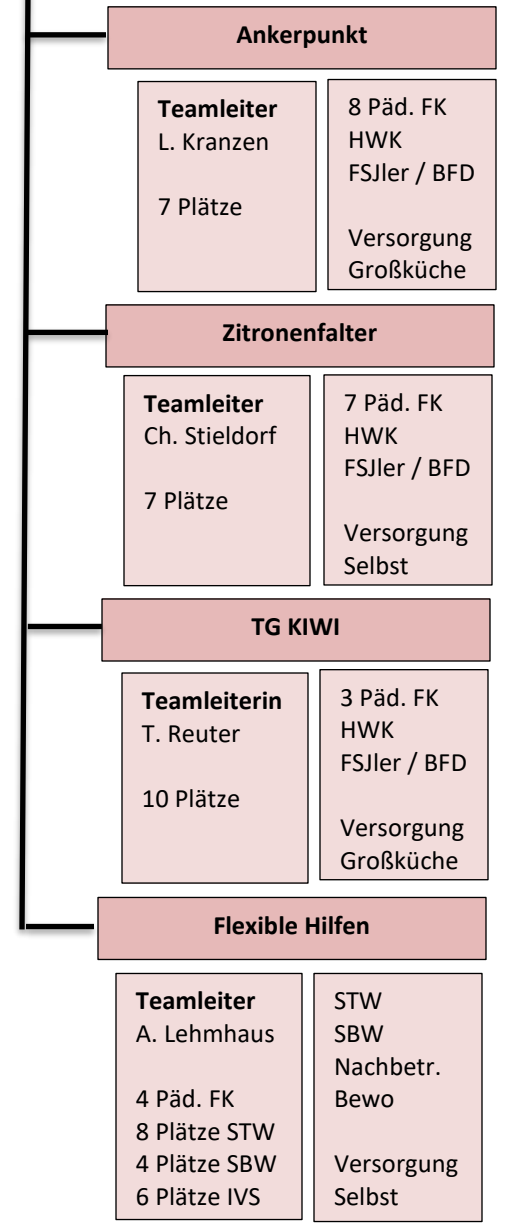 Ankerpunkt
Teamleiter
L. Kranzen
7 Plätze
8 Päd. FK
HWK
FSJler / BFD
Versorgung
Großküche
Zitronenfalter
Teamleiter
Ch. Stieldorf
7 Plätze
7 Päd. FK
HWK
FSJler / BFD
Versorgung
Selbst
TG KIWI
Teamleiterin
T. Reuter
10 Plätze
3 Päd. FK
HWK
FSJler / BFD
Versorgung
Großküche
Flexible Hilfen
Teamleiter
A. Lehmhaus
4 Päd. FK
8 Plätze STW
4 Plätze SBW
6 Plätze IVS
STW
SBW
Nachbetr.
Bewo
Versorgung
Selbst